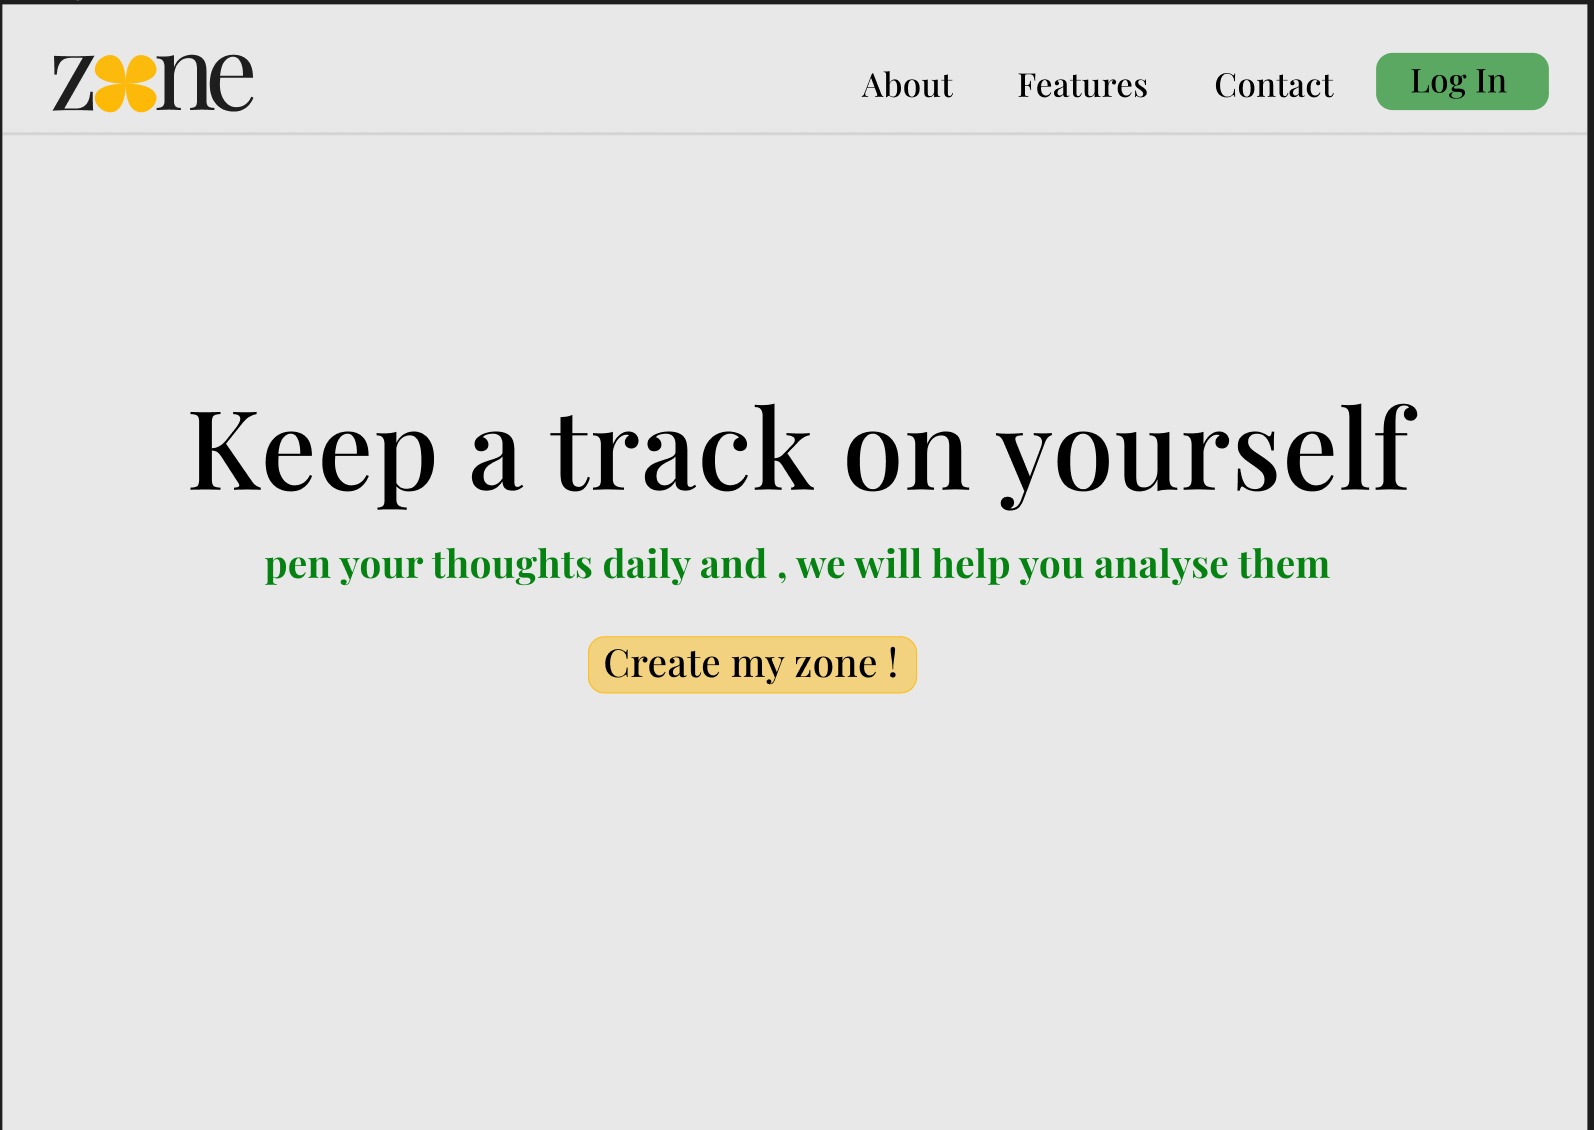 zone
About Features Contact Log In
Keep a track on yourself
pen your thoughts daily and , we will help you analyse them
Create my zone !